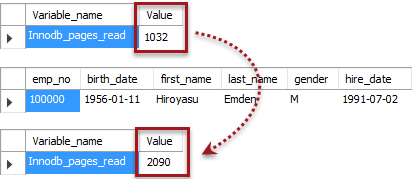 Variable_name Value
Innodb_pages_read 1032
emp_no birth_date first_name last_name gender hire_date
100000 1956-01-11 Hiroyasu Emden M 1991-07-02
Variable_name Value
Innodb_pages_read 2090